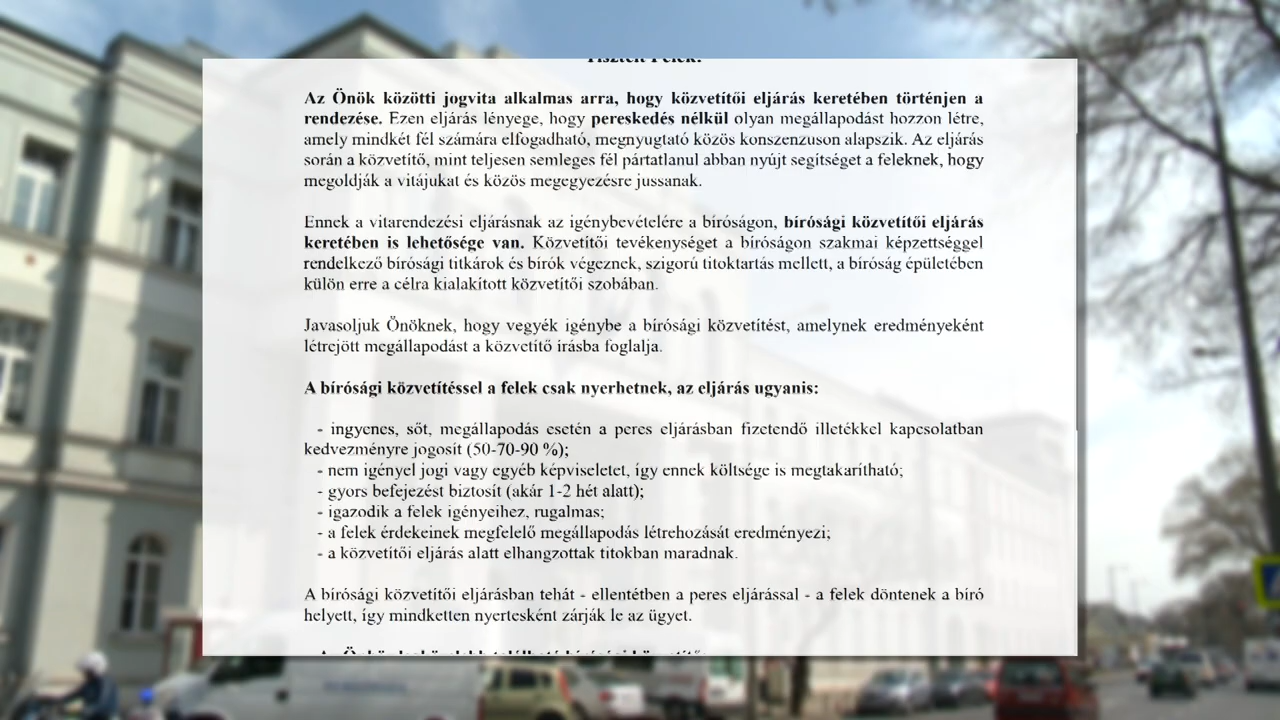 Tisztelt Felek!
Az Önök közötti jogvita alkalmas arra, hogy közvetítői eljárás keretében történjen a
rendezése. Ezen eljárás lényege, hogy pereskedés nélkül olyan megállapodást hozzon létre,
amely mindkét fél számára elfogadható, megnyugtató közös konszenzuson alapszik. Az eljárás
során a közvetítő, mint teljesen semleges fél pártatlanul abban nyújt segítséget a feleknek, hogy
megoldják a vitájukat és közös megegyezésre jussanak.
Ennek a vitarendezési eljárásnak az igénybevételére a bíróságon, bírósági közvetítői eljárás
keretében is lehetősége van. Közvetítői tevékenységet a bíróságon szakmai képzettséggel
rendelkező bírósági titkárok és bírók végeznek, szigorú titoktartás mellett, a bíróság épületében
külön erre a célra kialakított közvetítői szobában.
Javasoljuk Önöknek, hogy vegyék igénybe a bírósági közvetítést, amelynek eredményeként
létrejött megállapodást a közvetítő írásba foglalja.
A bírósági közvetítéssel a felek csak nyerhetnek, az eljárás ugyanis:
- ingyenes, sőt, megállapodás esetén a peres eljárásban fizetendő illetékkel kapcsolatban
kedvezményre jogosít (50-70-90 %);
- nem igényel jogi vagy egyéb képviseletet, így ennek költsége is megtakarítható;
- gyors befejezést biztosít (akár 1-2 hét alatt);
- igazodik a felek igényeihez, rugalmas;
- a felek érdekeinek megfelelő megállapodás létrehozását eredményezi;
- a közvetítői eljárás alatt elhangzottak titokban maradnak.
A bírósági közvetítői eljárásban tehát - ellentétben a peres eljárással - a felek döntenek a bíró
helyett, így mindketten nyertesként zárják le az ügyet.